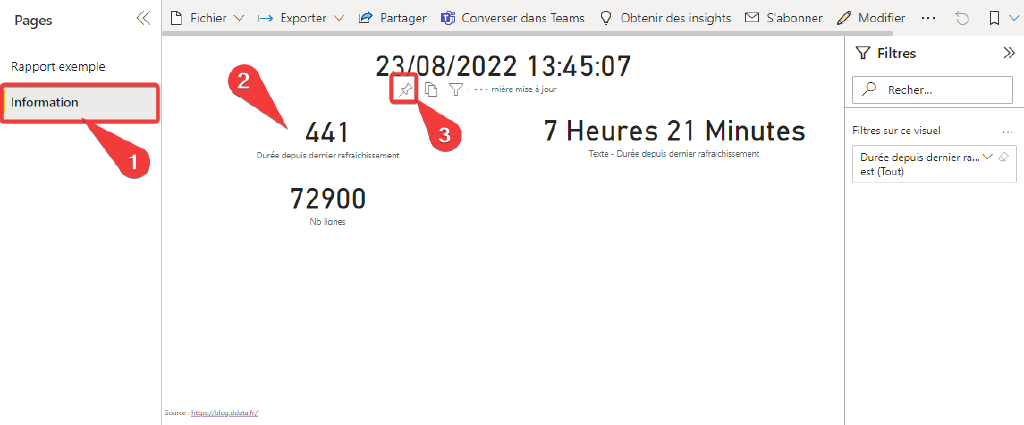 Pages
Fichier Exporter Partager Converser dans Teams Obtenir des insights S'abonner Modifier ...
Rapport exemple
Information
1
23/08/2022 13:45:07
mière mise à jour
2
3
441
Durée depuis dernier rafraichissement
7 Heures 21 Minutes
Texte - Durée depuis dernier rafraichissement
72900
Nb lignes
Source : https://blog.ddata.fr/
Filtres
Recher...
Filtres sur ce visuel ...
Durée depuis dernier ra...
est (Tout)